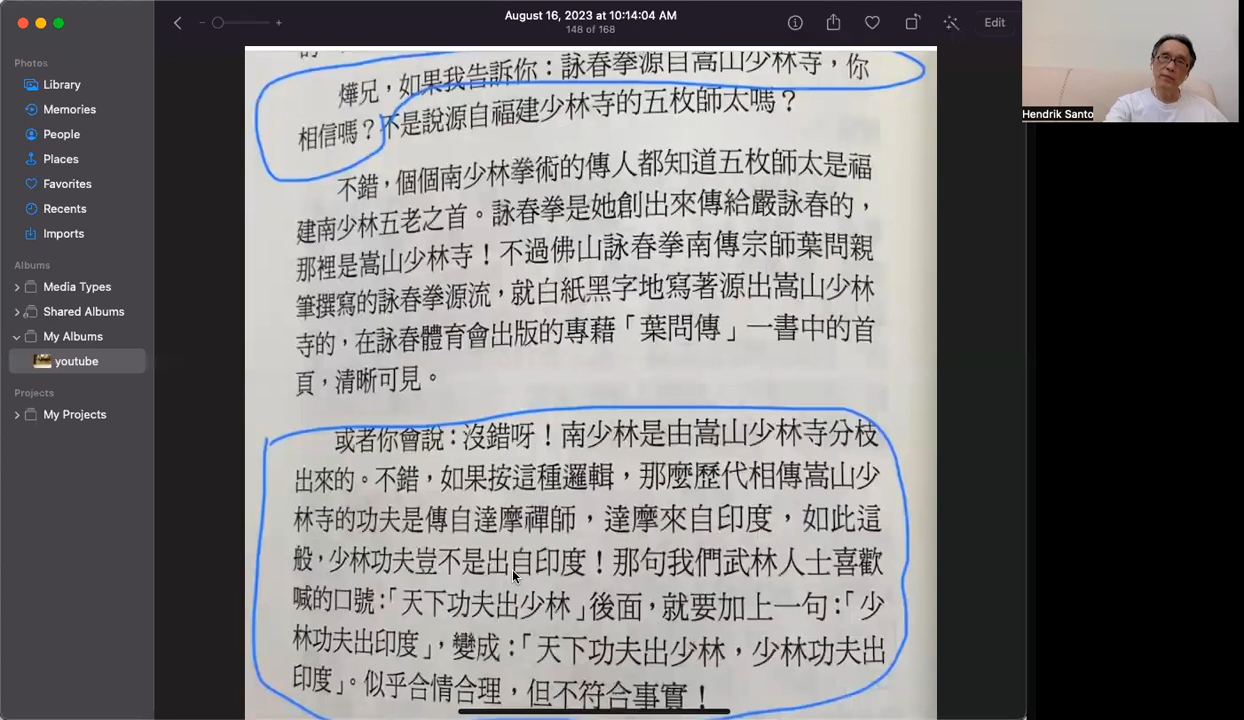 August 16, 2023 at 10:14:04 AM
148 of 168
Edit
Photos
Library
Memories
People
Places
Favorites
Recents
Imports
Albums
Media Types
Shared Albums
My Albums
youtube
Projects
My Projects
燁兄，如果我告訴你：詠春拳源自嵩山少林寺，你
相信嗎？不是說源自福建少林寺的五枚師太嗎？
不錯，個個南少林拳術的傳人都知道五枚師太是福
建南少林五老之首。詠春拳是她創出來傳給嚴詠春的，
那裡是嵩山少林寺！不過佛山詠春拳南傳宗師葉問親
筆撰寫的詠春拳源流，就白紙黑字地寫著源出嵩山少林
寺的，在詠春體育會出版的專藉「葉問傳」一書中的首
頁，清晰可見。
或者你會說：沒錯呀！南少林是由嵩山少林寺分枝
出來的。不錯，如果按這種邏輯，那麼歷代相傳嵩山少
林寺的功夫是傳自達摩禪師，達摩來自印度，如此這
般，少林功夫豈不是出自印度！那句我們武林人士喜歡
喊的口號：「天下功夫出少林」後面，就要加上一句：「少
林功夫出印度」，變成：「天下功夫出少林，少林功夫出
印度」。似乎合情合理，但不符合事實！
Hendrik Santo